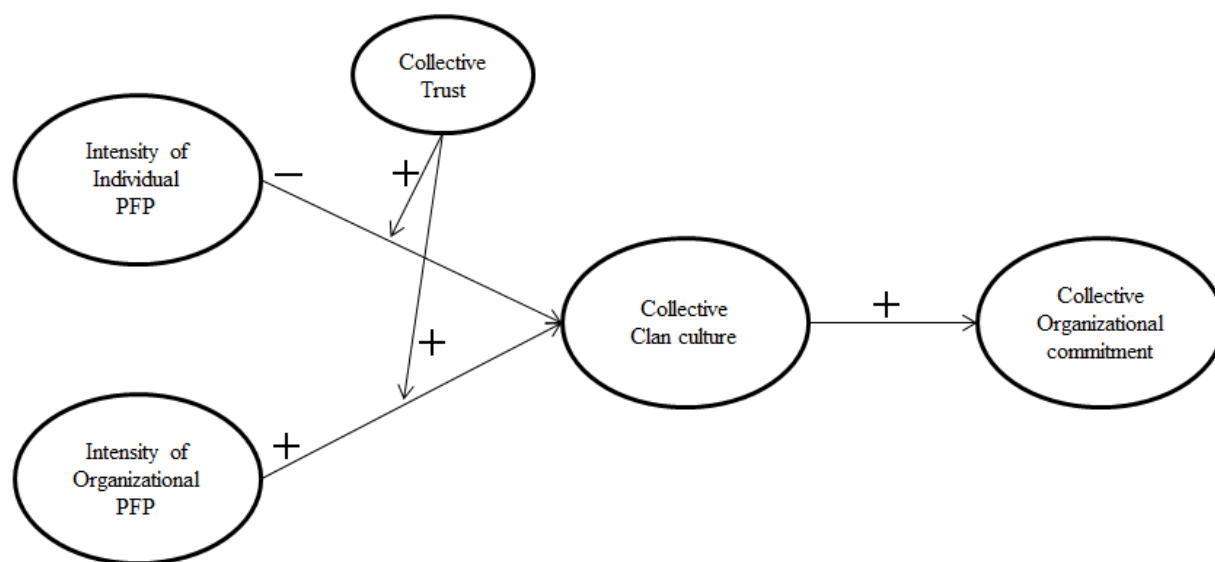 Collective
Trust
Intensity of
Individual
PFP
−
+
+
Collective
Clan culture
+
Collective
Organizational
commitment
Intensity of
Organizational
PFP
+